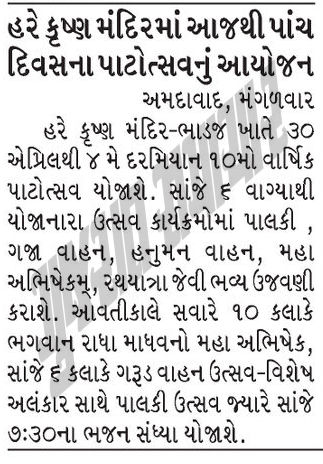 હરે કૃષ્ણ મંદિરમાં આજથી પાંચ
દિવસના પાટોત્સવનું આયોજન
અમદાવાદ, મંગળવાર
હરે કૃષ્ણ મંદિર-ભાડજ ખાતે ૩૦
એપ્રિલથી ૪ મે દરમિયાન ૧૦મો વાર્ષિક
પાટોત્સવ યોજાશે. સાંજે ૬ વાગ્યાથી
યોજાનારા ઉત્સવ કાર્યક્રમોમાં પાલકી ,
ગજા વાહન, હનુમન વાહન, મહા
અભિષેકમ્, રથયાત્રા જેવી ભવ્ય ઉજવણી
કરાશે. આવતીકાલે સવારે ૧૦ કલાકે
ભગવાન રાધા માધવનો મહા અભિષેક,
સાંજે ૬ કલાકે ગરૂડ વાહન ઉત્સવ-વિશેષ
અલંકાર સાથે પાલકી ઉત્સવ જ્યારે સાંજે
૭:૩૦ના ભજન સંધ્યા યોજાશે.